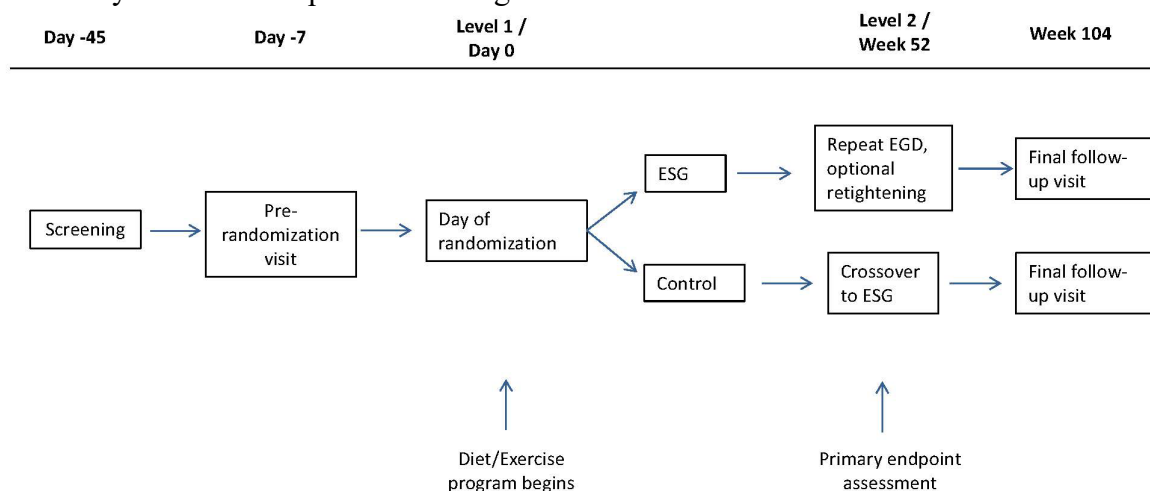 Day -45
Day -7
Level 1 /
Day 0
Level 2 /
Week 52
Week 104
Screening
Pre-
randomization
visit
Day of
randomization
ESG
Control
Repeat EGD,
optional
retightening
Crossover
to ESG
Final follow-
up visit
Final follow-
up visit
Diet/Exercise
program begins
Primary endpoint
assessment